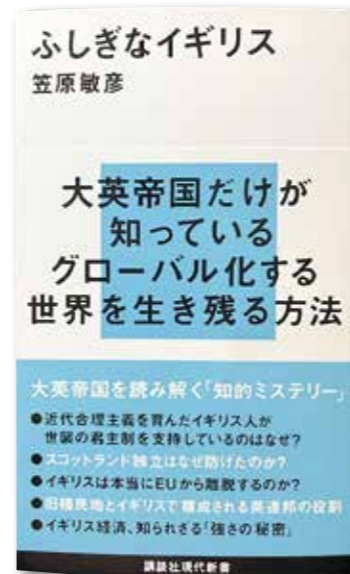 ふしぎなイギリス
笠原敏彦
大英帝国だけが
知っている
グローバル化する
世界を生き残る方法
大英帝国を読み解く「知的ミステリー」
●近代合理主義を育んだイギリス人が
世襲の君主制を支持しているのはなぜ?
●スコットランド独立はなぜ防げたのか?
●イギリスは本当にEUから離脱するのか?
●旧植民地とイギリスで構成される英連邦の役割
●イギリス経済、知られざる「強さの秘密」
講談社現代新書